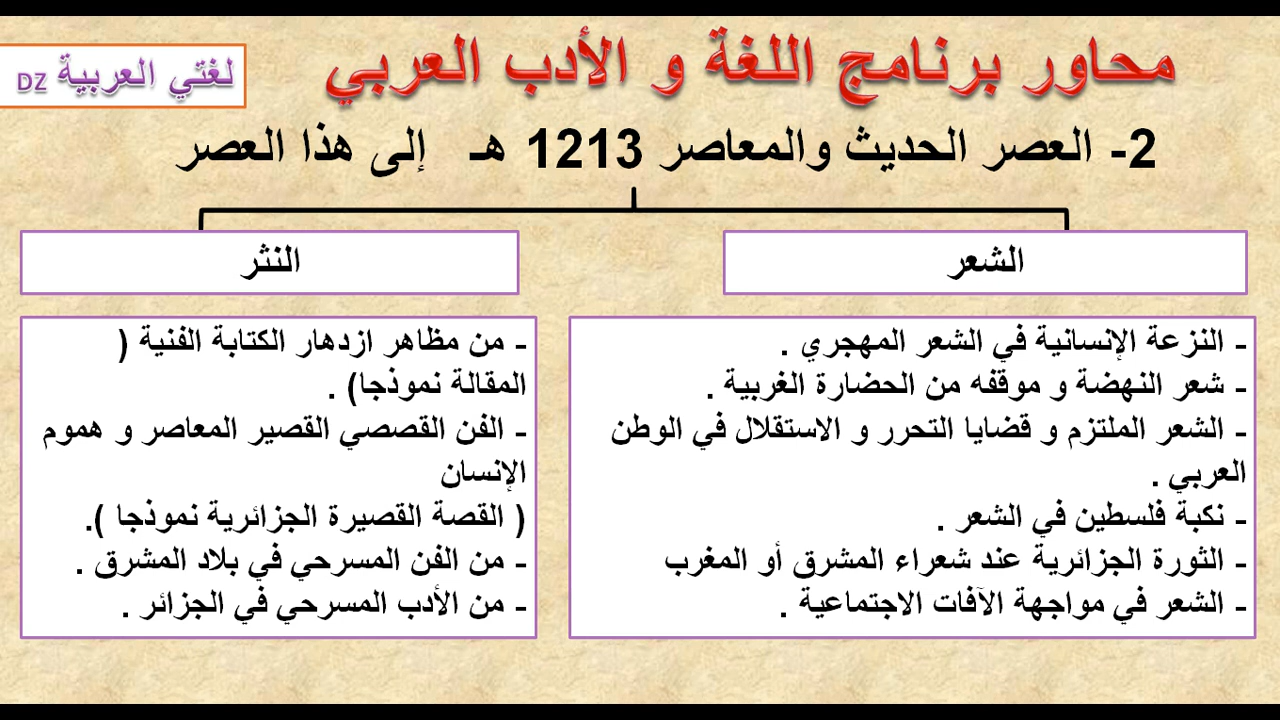 محاور برنامج اللغة و الأدب العربي
لغتي العربية DZ
2- العصر الحديث والمعاصر 1213 هـ إلى هذا العصر
الشعر
- النزعة الإنسانية في الشعر المهجري .
- شعر النهضة و موقفه من الحضارة الغربية .
- الشعر الملتزم و قضايا التحرر و الاستقلال في الوطن
العربي .
- نكبة فلسطين في الشعر .
- الثورة الجزائرية عند شعراء المشرق أو المغرب
- الشعر في مواجهة الآفات الاجتماعية .
النثر
- من مظاهر ازدهار الكتابة الفنية (
المقالة نموذجا) .
- الفن القصصي القصير المعاصر و هموم
الإنسان
( القصة القصيرة الجزائرية نموذجا ).
- من الفن المسرحي في بلاد المشرق .
- من الأدب المسرحي في الجزائر .